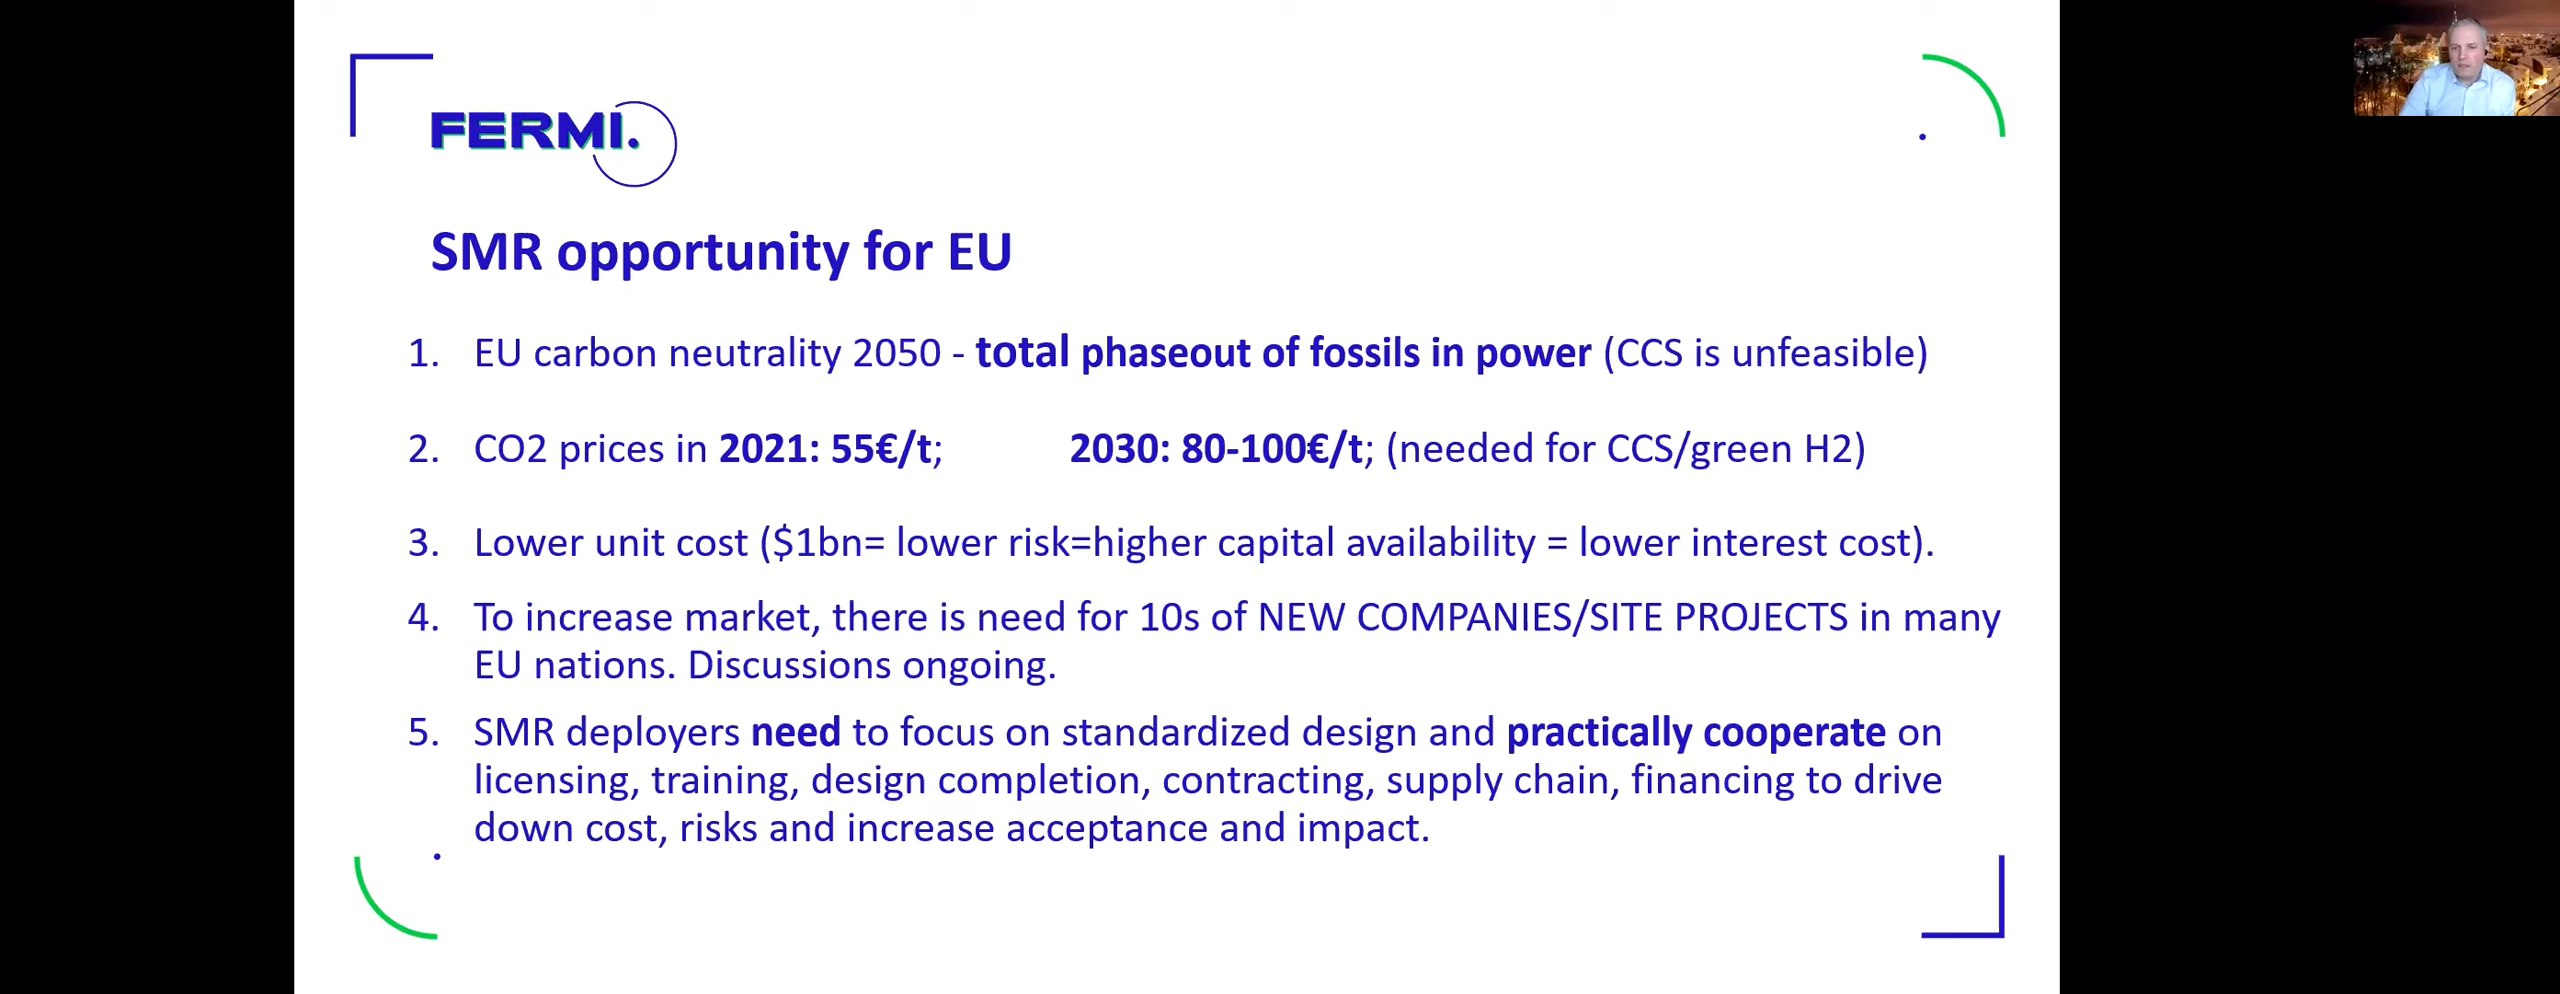 FERMI.
SMR opportunity for EU
1. EU carbon neutrality 2050 - total phaseout of fossils in power (CCS is unfeasible)
2. CO2 prices in 2021: 55€/t; 2030: 80-100€/t; (needed for CCS/green H2)
3. Lower unit cost ($1bn= lower risk=higher capital availability = lower interest cost).
4. To increase market, there is need for 10s of NEW COMPANIES/SITE PROJECTS in many
EU nations. Discussions ongoing.
5. SMR deployers need to focus on standardized design and practically cooperate on
licensing, training, design completion, contracting, supply chain, financing to drive
down cost, risks and increase acceptance and impact.